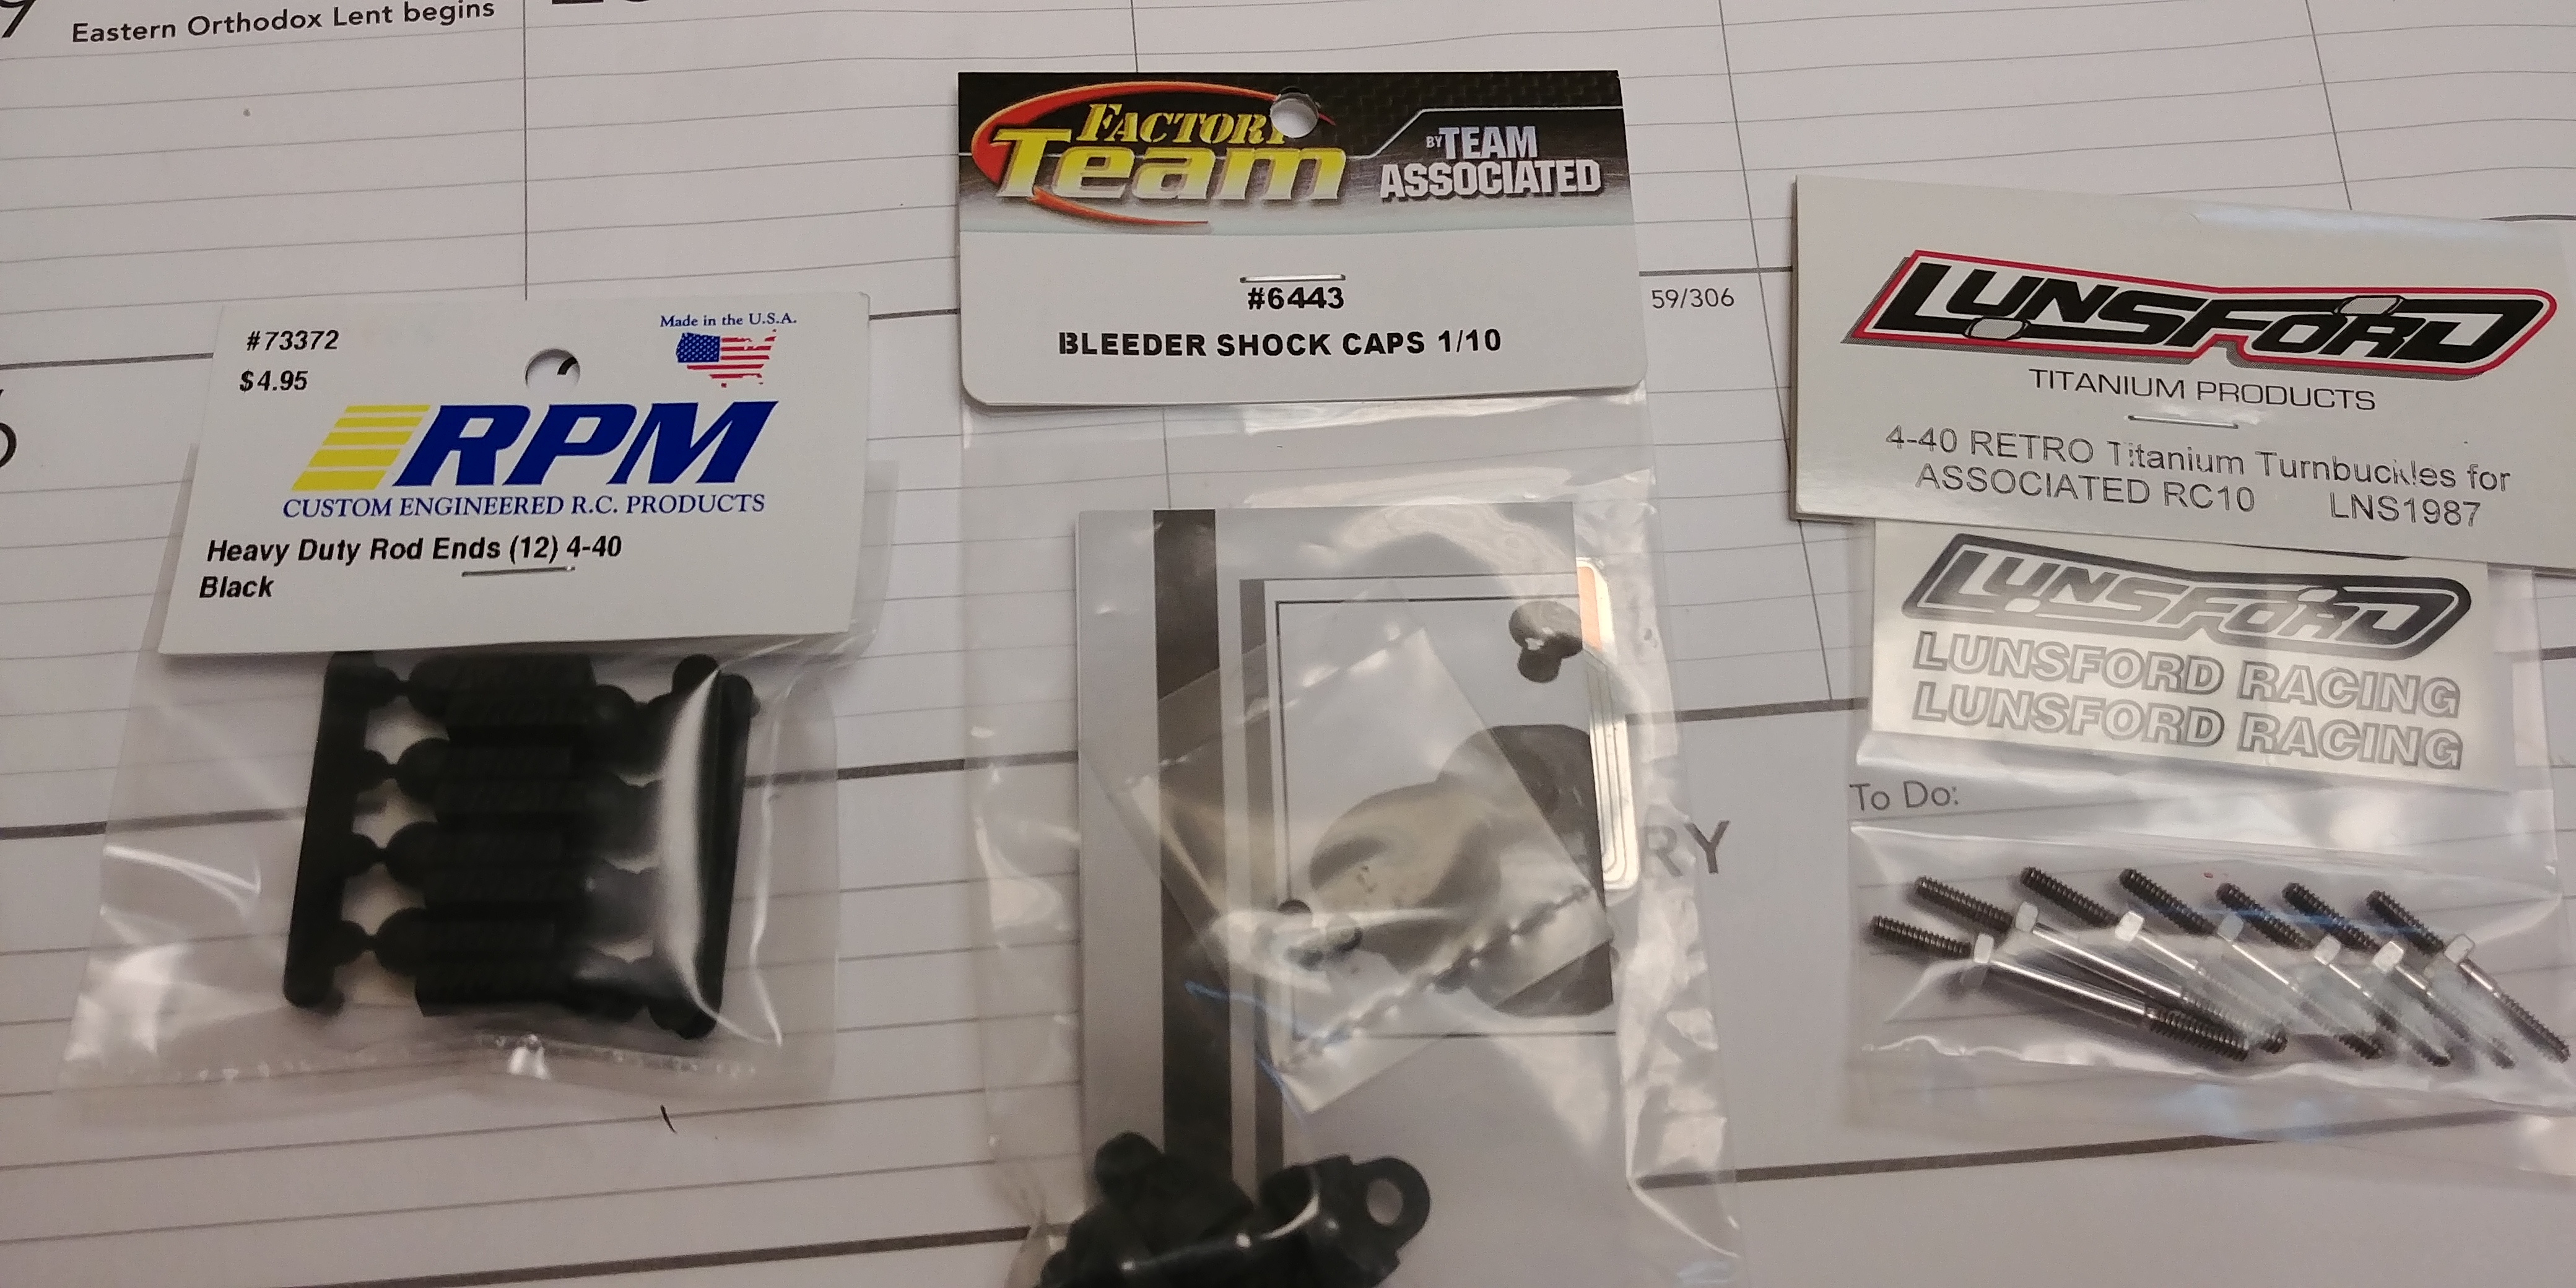 Eastern Orthodox Lent begins
#73372
$4.95
Made in the U.S.A.
RPM
CUSTOM ENGINEERED R.C. PRODUCTS
Heavy Duty Rod Ends (12) 4-40
Black
FACTORY
Team
BY TEAM
ASSOCIATED
#6443
BLEEDER SHOCK CAPS 1/10
59/306
LUNSFORD
TITANIUM PRODUCTS
4-40 RETRO Titanium Turnbuckles for
ASSOCIATED RC10 LNS1987
LUNSFORD
LUNSFORD RACING
LUNSFORD RACING
To Do:
RY